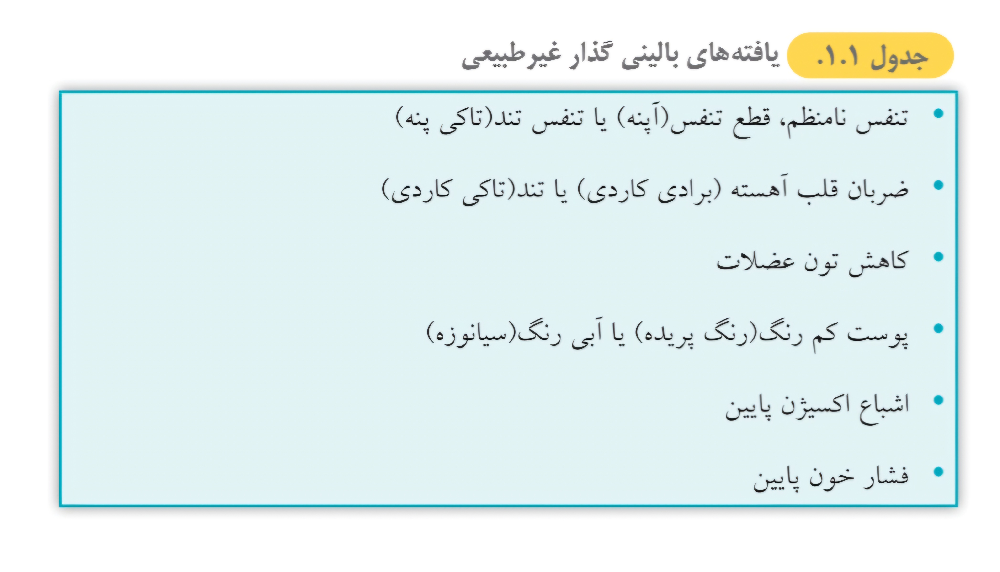 جدول ۱.۱. یافته‌های بالینی گذار غیرطبیعی
• تنفس نامنظم، قطع تنفس(آپنه) یا تنفس تند(تاکی پنه)
• ضربان قلب آهسته (برادی کاردی) یا تند(تاکی کاردی)
• کاهش تون عضلات
• پوست کم رنگ(رنگ پریده) یا آبی رنگ(سیانوزه)
• اشباع اکسیژن پایین
• فشار خون پایین